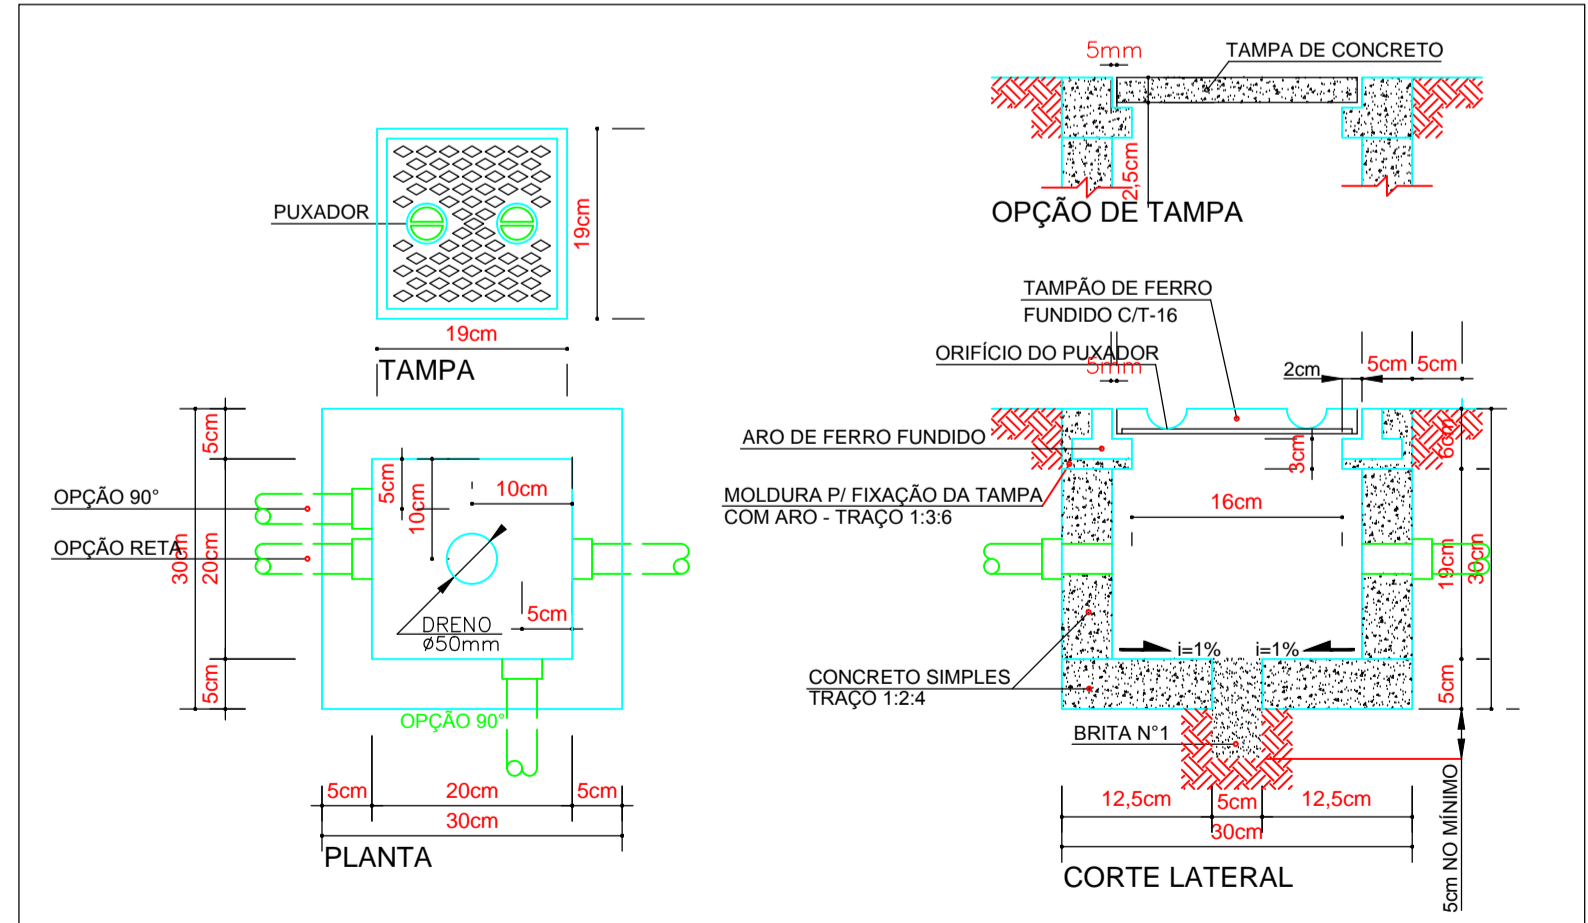 5mm
TAMPA DE CONCRETO
2,5cm
OPÇÃO DE TAMPA
PUXADOR
19cm
19cm
TAMPA
TAMPÃO DE FERRO
FUNDIDO C/T-16
ORIFÍCIO DO PUXADOR
5mm
2cm
5cm
5cm
ARO DE FERRO FUNDIDO
6cm
3cm
MOLDURA P/ FIXAÇÃO DA TAMPA
COM ARO - TRAÇO 1:3:6
16cm
19cm
30cm
i=1%
i=1%
CONCRETO SIMPLES
TRAÇO 1:2:4
5cm
BRITA N°1
5cm NO MÍNIMO
12,5cm
5cm
12,5cm
30cm
CORTE LATERAL
5cm
5cm
10cm
10cm
OPÇÃO 90°
OPÇÃO RETA
30cm
20cm
5cm
DRENO
ø50mm
5cm
OPÇÃO 90°
5cm
20cm
5cm
30cm
PLANTA